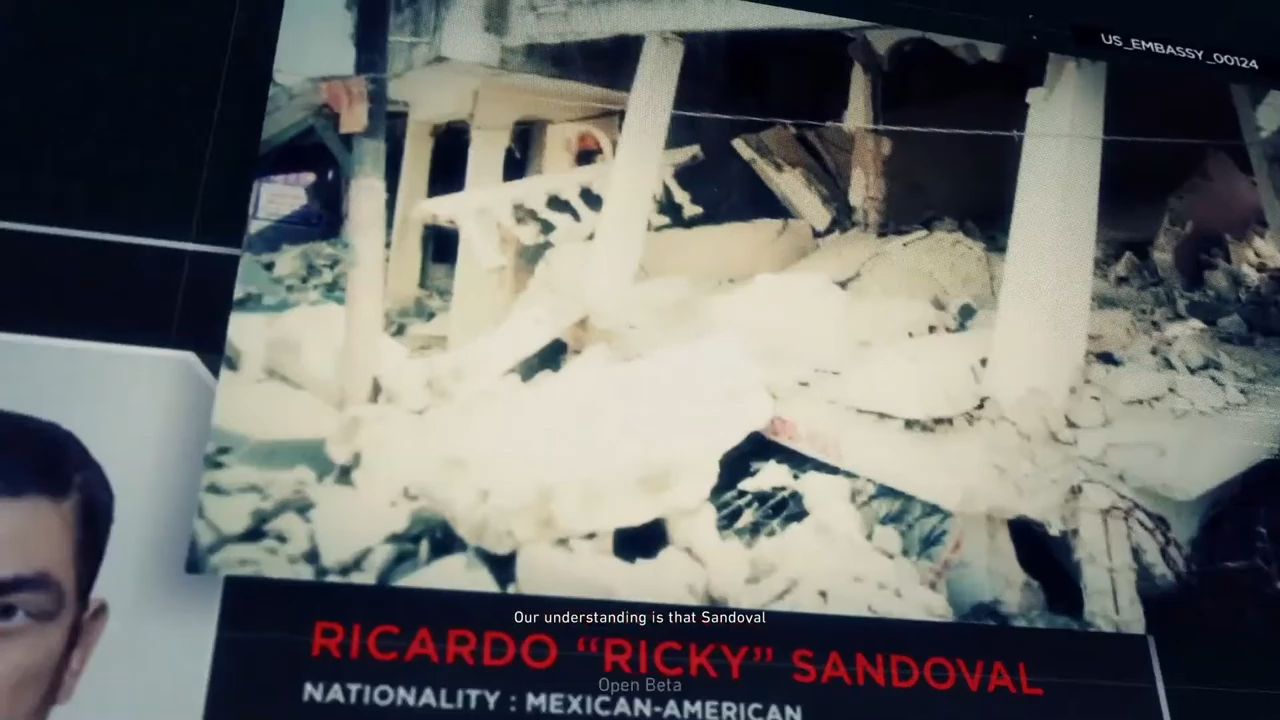 US_EMBASSY_00124
Our understanding is that Sandoval
RICARDO “RICKY” SANDOVAL
Open Beta
NATIONALITY : MEXICAN-AMERICAN